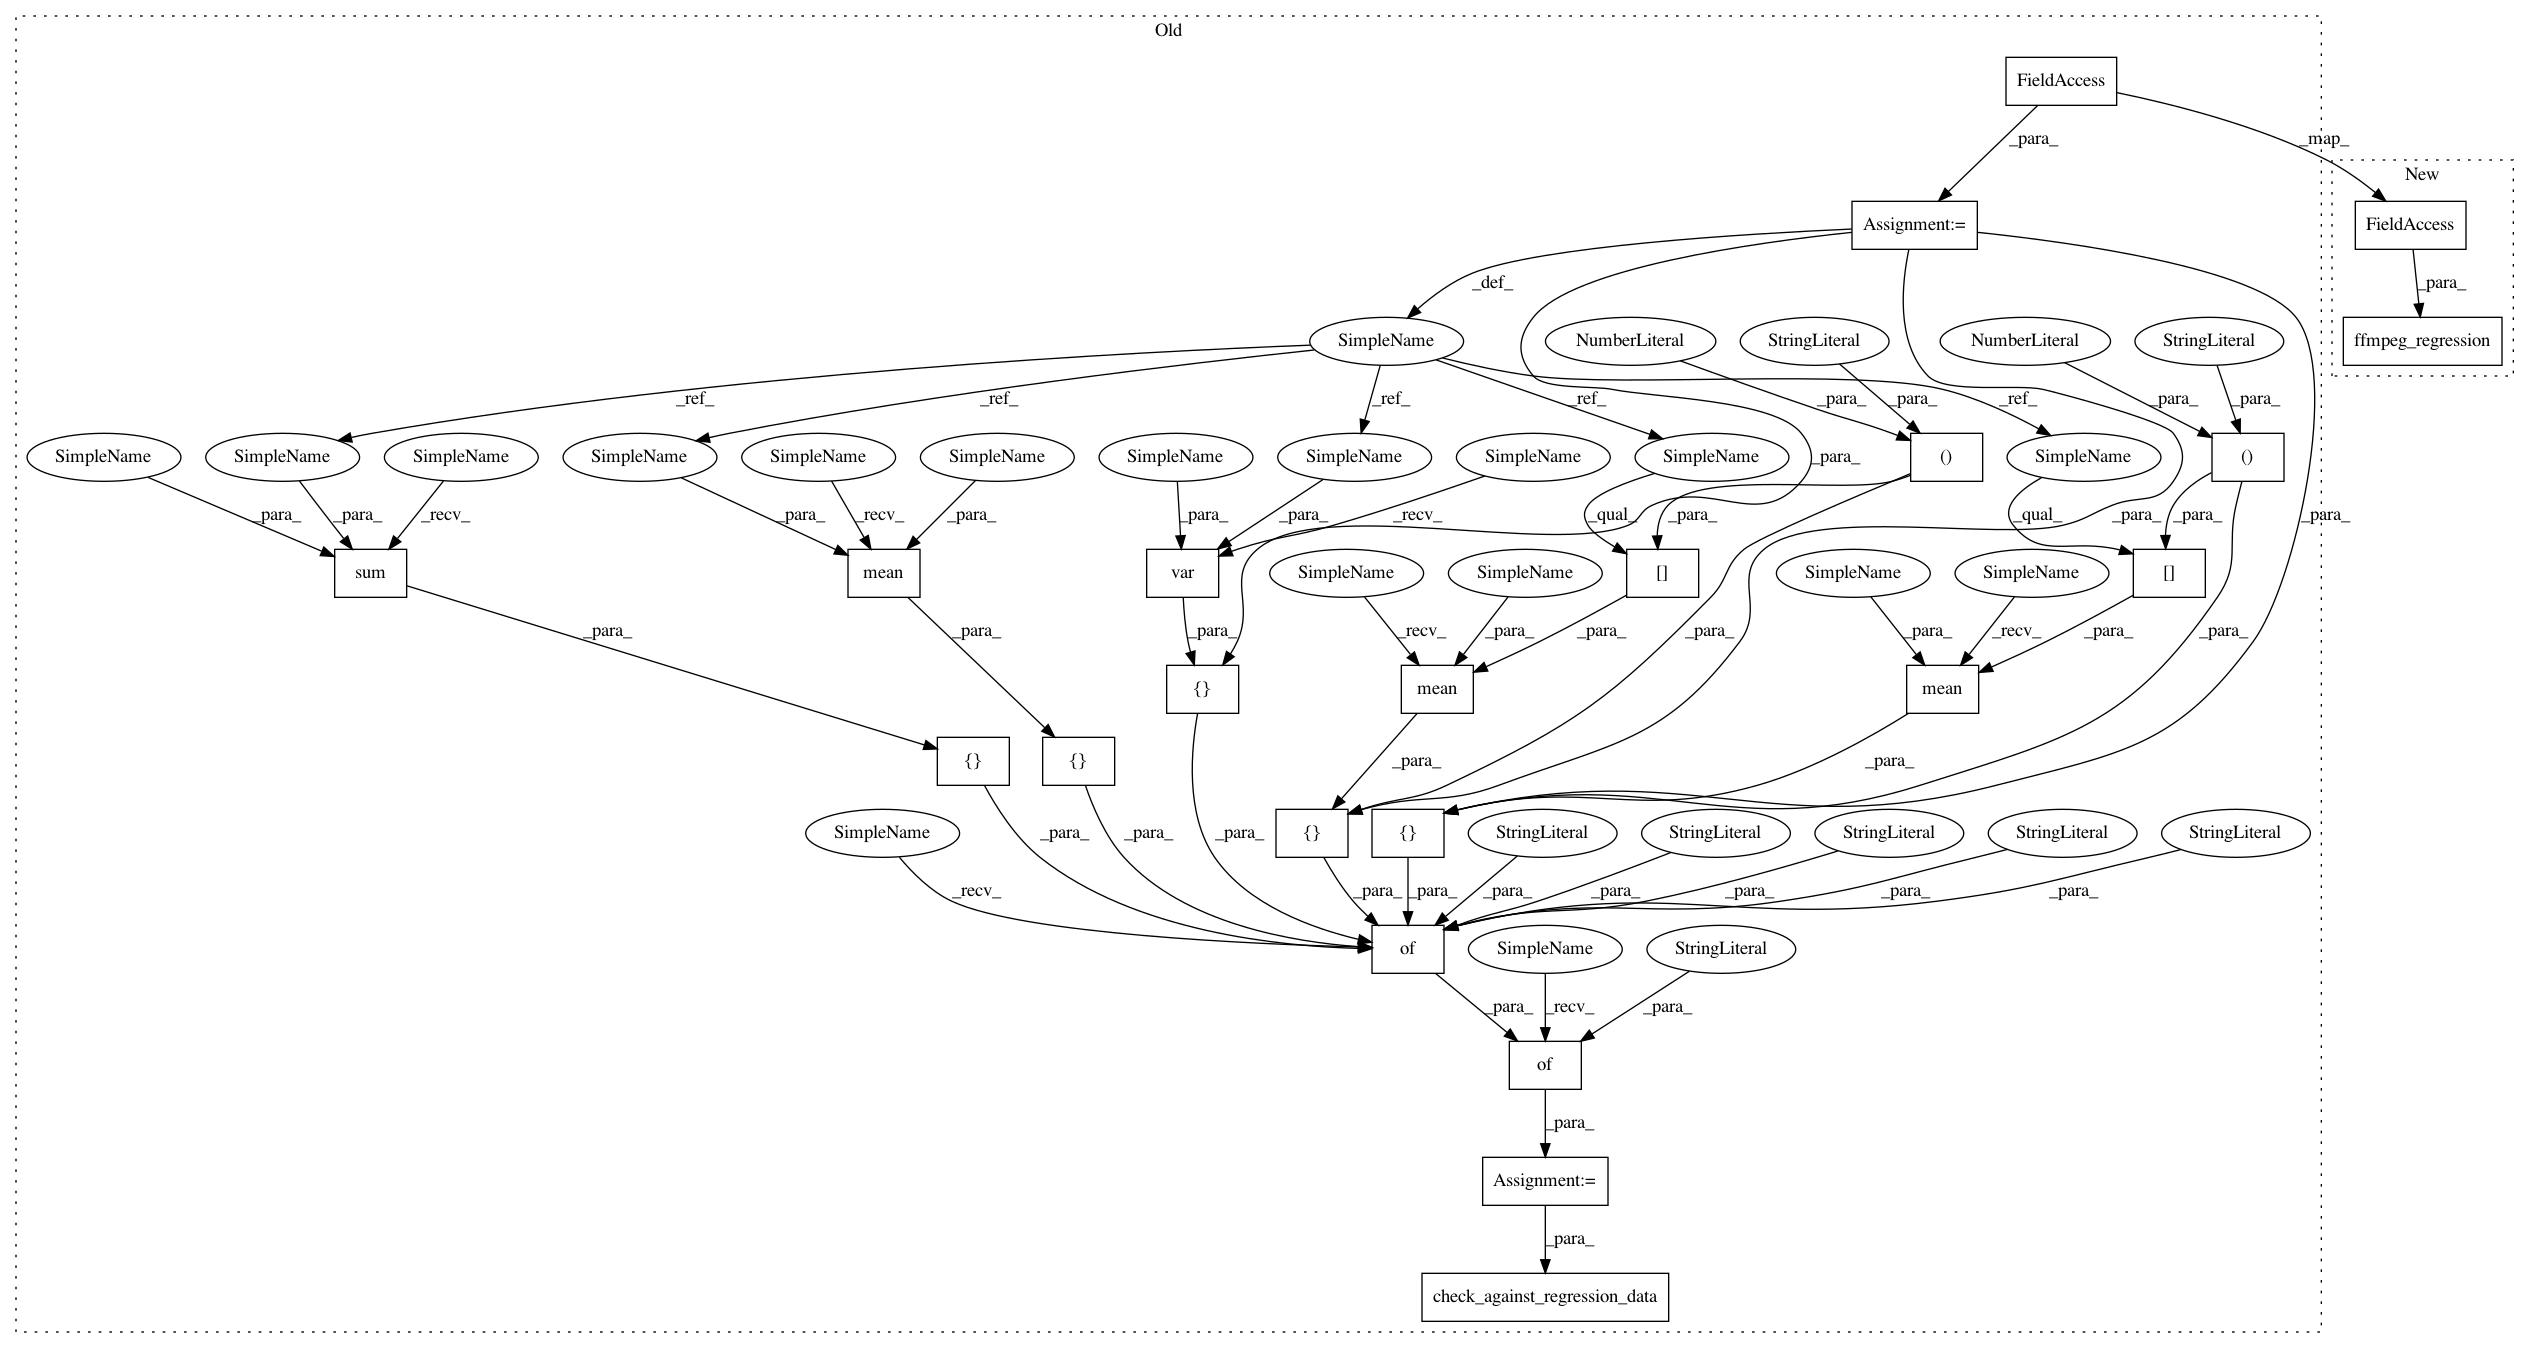 Old
FieldAccess
_para_
_map_
New
Assignment:=
FieldAccess
_def_
_para_
SimpleName
NumberLiteral
StringLiteral
NumberLiteral
StringLiteral
ffmpeg_regression
_ref_
_ref_
_ref_
_ref_
_para_
_para_
_ref_
_para_
_para_
SimpleName
SimpleName
SimpleName
SimpleName
SimpleName
SimpleName
SimpleName
SimpleName
SimpleName
SimpleName
_para_
()
SimpleName
()
_para_
_para_
_recv_
_para_
_recv_
_para_
_para_
_para_
_recv_
_qual_
_para_
_qual_
_para_
_para_
_para_
sum
mean
var
SimpleName
SimpleName
[]
SimpleName
SimpleName
[]
_para_
_para_
_para_
_recv_
_para_
_para_
_para_
_para_
_recv_
_para_
_para_
{}
mean
mean
{}
{}
_para_
_para_
SimpleName
_para_
_para_
_para_
{}
{}
StringLiteral
StringLiteral
StringLiteral
StringLiteral
StringLiteral
_recv_
_para_
_para_
_para_
_para_
_para_
_para_
_para_
of
SimpleName
StringLiteral
_para_
_recv_
_para_
of
_para_
Assignment:=
_para_
check_against_regression_data